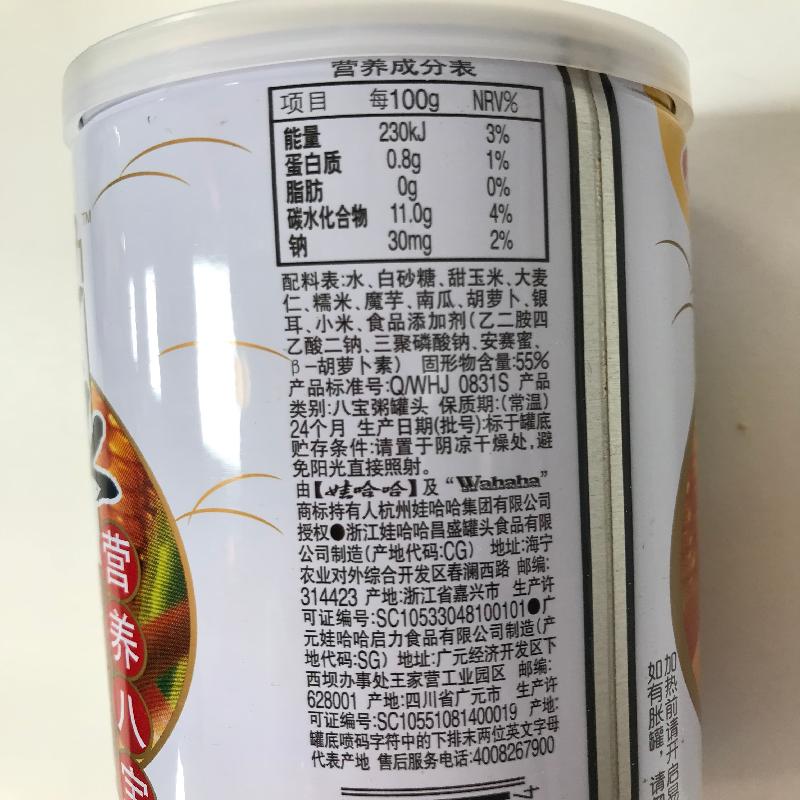 营养成分表
项目 每100g NRV%
能量 230kJ 3%
蛋白质 0.8g 1%
脂肪 0g 0%
碳水化合物 11.0g 4%
钠 30mg 2%
配料表:水、白砂糖、甜玉米、大麦
仁、糯米、魔芋、南瓜、胡萝卜、银
耳、小米、食品添加剂(乙二胺四
乙酸二钠、三聚磷酸钠、安赛蜜、
β-胡萝卜素) 固形物含量:55%
产品标准号:Q/WHJ 0831S 产品
类别:八宝粥罐头 保质期:(常温)
24个月 生产日期(批号):标于罐底
贮存条件:请置于阴凉干燥处,避
免阳光直接照射。
由【娃哈哈】及“Wahaha”
商标持有人杭州娃哈哈集团有限公司
授权●浙江娃哈哈昌盛罐头食品有限
公司制造(产地代码:CG) 地址:海宁
农业对外综合开发区春澜西路 邮编:
314423 产地:浙江省嘉兴市 生产许
可证编号:SC10533048100101●广
元娃哈哈启力食品有限公司制造(产
地代码:SG) 地址:广元经济开发区下
西坝办事处王家营工业园区 邮编:
628001 产地:四川省广元市 生产许
可证编号:SC10551081400019 产地:
罐底喷码字符中的下排末两位英文字母
代表产地 售后服务电话:4008267900
TM
营
养
八
宝
加热前请开启易
如有胀罐,请